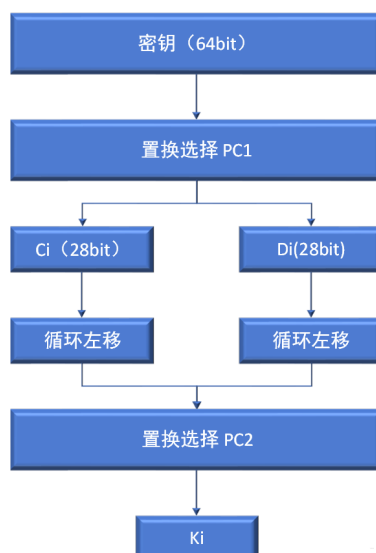 密钥（64bit）
置换选择 PC1
Ci（28bit）
Di(28bit)
循环左移
循环左移
置换选择 PC2
Ki